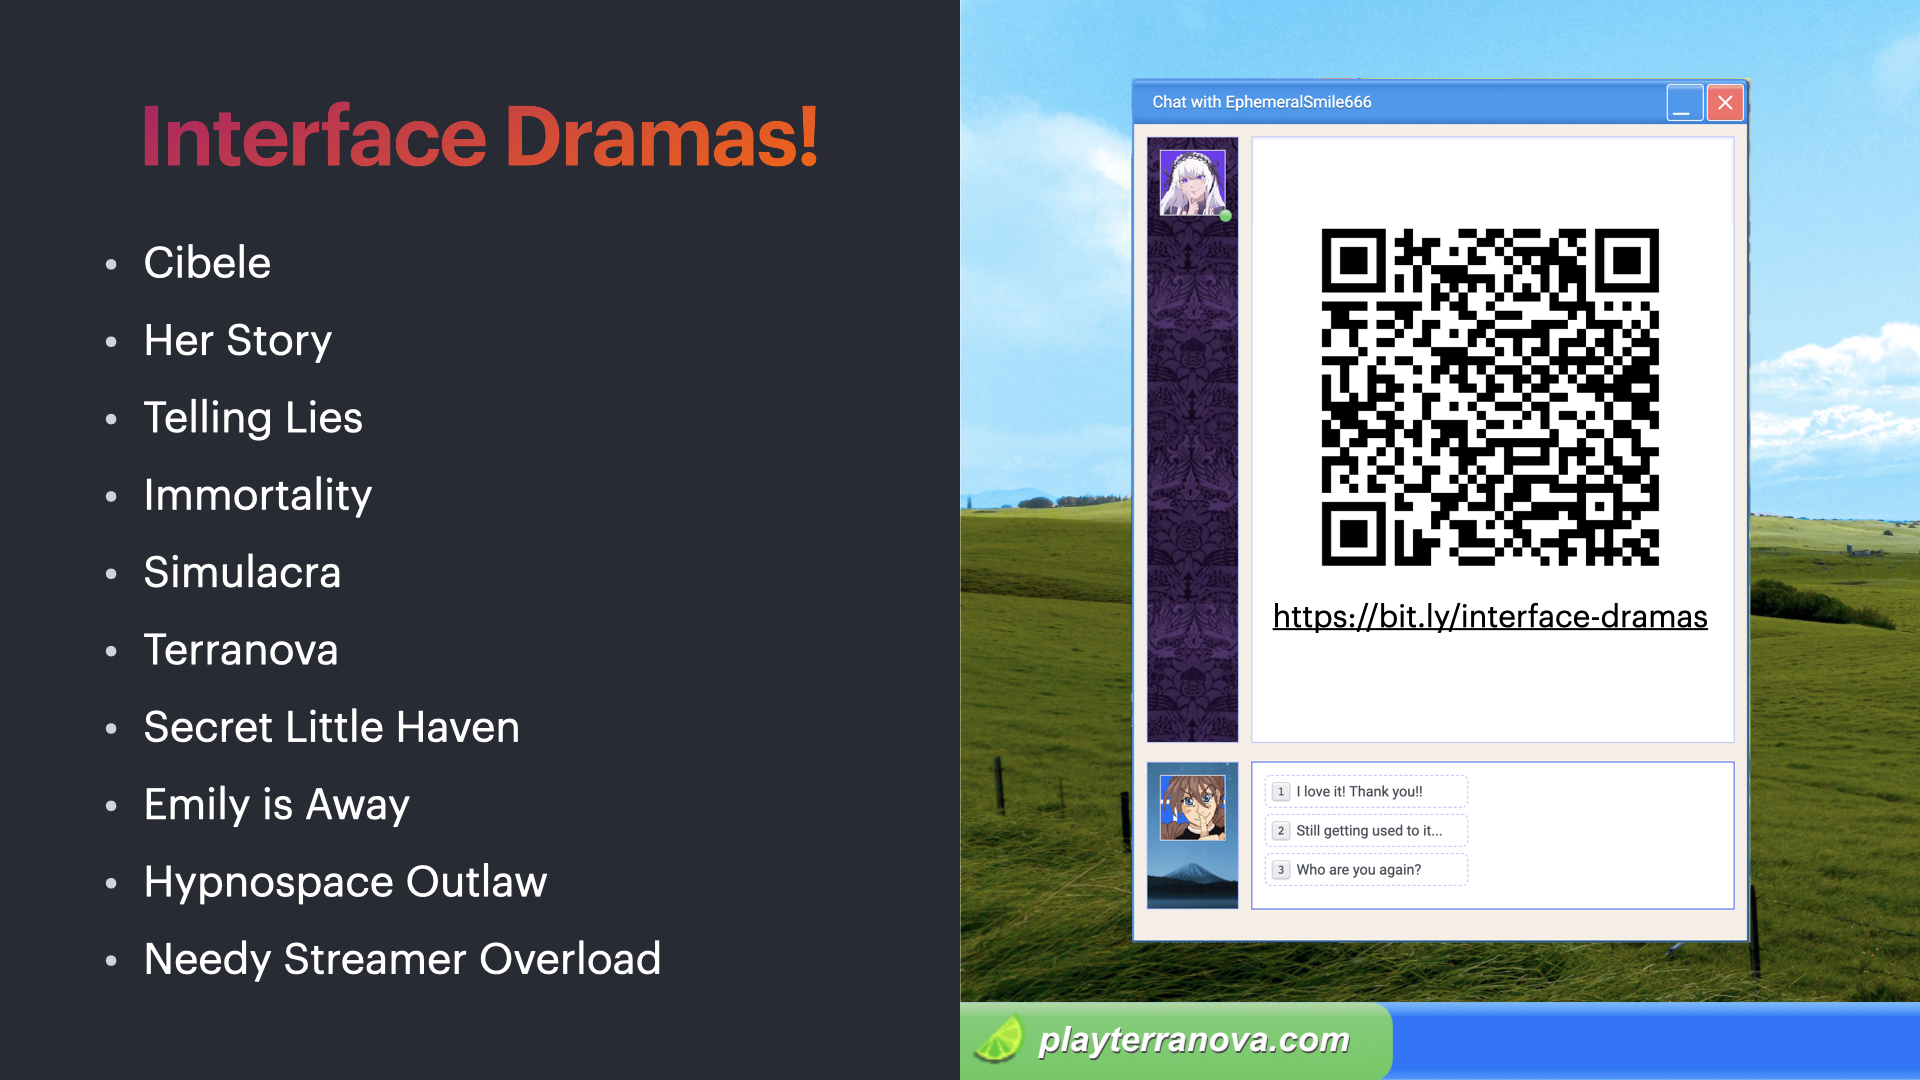 Interface Dramas!
• Cibele
• Her Story
• Telling Lies
• Immortality
• Simulacra
• Terranova
• Secret Little Haven
• Emily is Away
• Hypnospace Outlaw
• Needy Streamer Overload
Chat with EphemeralSmile666
https://bit.ly/interface-dramas
1 I love it! Thank you!!
2 Still getting used to it...
3 Who are you again?
playterranova.com